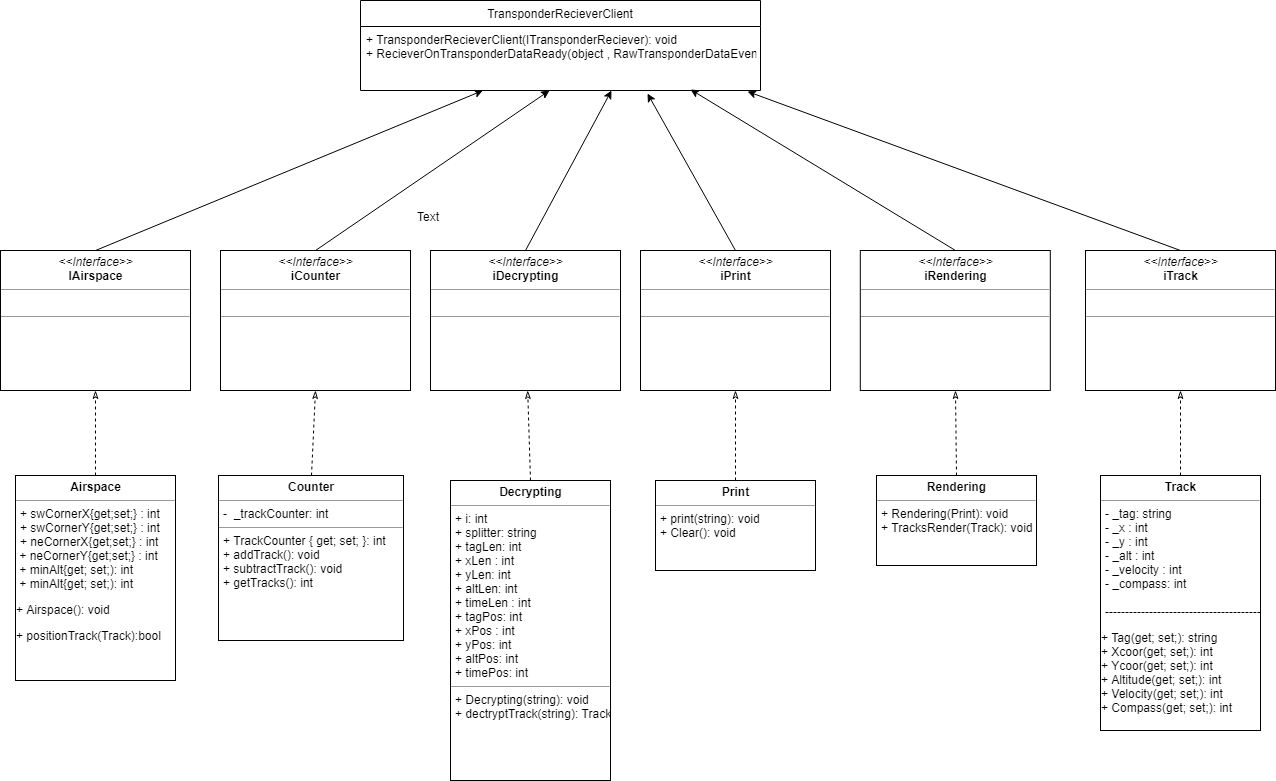 TransponderRecieverClient
+ TransponderRecieverClient(ITransponderReciever): void
+ RecieverOnTransponderDataReady(object , RawTransponderDataEven
Text
<<Interface>>
IAirspace
<<Interface>>
iCounter
<<Interface>>
iDecrypting
<<Interface>>
iPrint
<<Interface>>
iRendering
<<Interface>>
iTrack
Airspace
+ swCornerX{get;set;} : int
+ swCornerY{get;set;} : int
+ neCornerX{get;set;} : int
+ neCornerY{get;set;} : int
+ minAlt{get; set;): int
+ minAlt{get; set;): int
+ Airspace(): void
+ positionTrack(Track):bool
Counter
- _trackCounter: int
+ TrackCounter { get; set; }: int
+ addTrack(): void
+ subtractTrack(): void
+ getTracks(): int
Decrypting
+ i: int
+ splitter: string
+ tagLen: int
+ xLen : int
+ yLen: int
+ altLen: int
+ timeLen : int
+ tagPos: int
+ xPos : int
+ yPos: int
+ altPos: int
+ timePos: int
+ Decrypting(string): void
+ dectryptTrack(string): Track
Print
+ print(string): void
+ Clear(): void
Rendering
+ Rendering(Print): void
+ TracksRender(Track): void
Track
- _tag: string
- _x : int
- _y : int
- _alt : int
- _velocity : int
- _compass: int
+ Tag(get; set;): string
+ Xcoor(get; set;): int
+ Ycoor(get; set;): int
+ Altitude(get; set;): int
+ Velocity(get; set;): int
+ Compass(get; set;): int